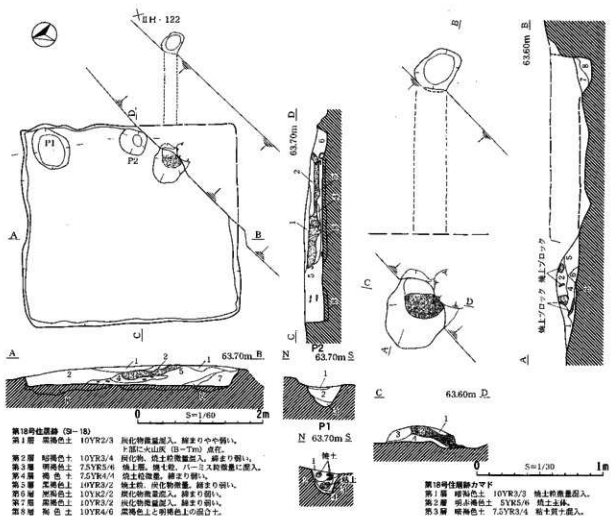 ⅡH-122
B
P1
P2
D
A
B
C
63.70m D
C
63.60m B
A
焼土ブロック
焼土ブロック
A 63.70m B
S=1/60 2m
P2
N 63.70m S
P1
N 63.70m S
焼土
粘土
C 63.60m D
S=1/30 1m
第18号住居跡 (SI-18)
第1層 黒褐色土 10YR2/3 炭化物微量混入。締まりやや弱い。
上部に火山灰 (B-Tm) 点在。
第2層 暗褐色土 10YR3/4 炭化物、焼土粒微量混入。締まり弱い。
第3層 明褐色土 7.5YR5/6 焼土層。焼土粒、パーミス粒微量に混入。
第4層 褐色土 7.5YR4/4 焼土粒微量。締まり弱い。
第5層 黒褐色土 10YR3/2 焼土粒、炭化物微量。締まり弱い。
第6層 黒褐色土 10YR2/2 炭化物微量混入。締まり弱い。
第7層 黒褐色土 10YR3/2 炭化物微量混入。締まり弱い。
第8層 褐色土 10YR4/6 黒褐色土と明褐色土の混合土。
第18号住居跡カマド
第1層 暗褐色土 10YR3/3 焼土粒微量混入。
第2層 明赤褐色土 5YR5/6 焼土主体。
第3層 暗褐色土 7.5YR3/4 粘土質土混入。